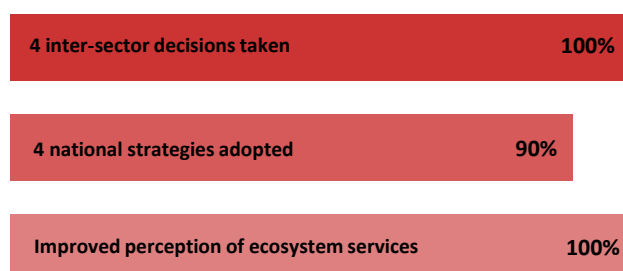 4 inter-sector decisions taken 100%
4 national strategies adopted 90%
Improved perception of ecosystem services 100%